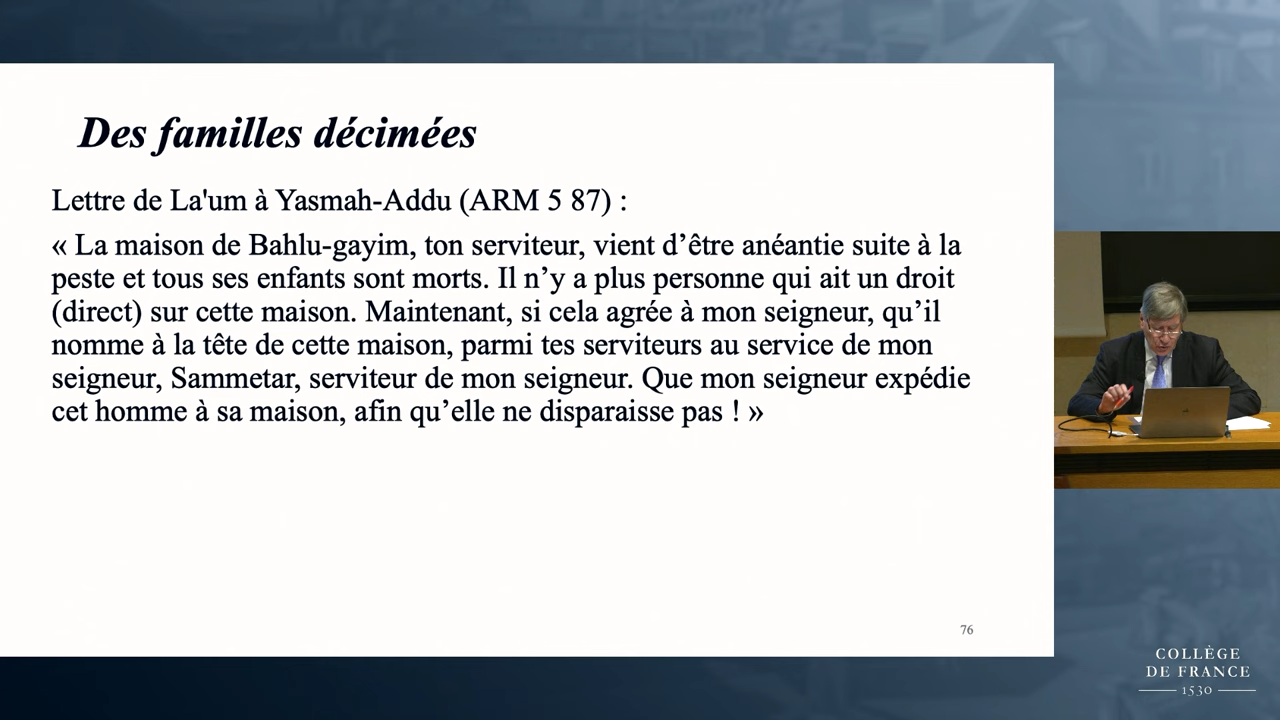 Des familles décimées
Lettre de La'um à Yasmah-Addu (ARM 5 87) :
« La maison de Bahlu-gayim, ton serviteur, vient d’être anéantie suite à la
peste et tous ses enfants sont morts. Il n’y a plus personne qui ait un droit
(direct) sur cette maison. Maintenant, si cela agrée à mon seigneur, qu’il
nomme à la tête de cette maison, parmi tes serviteurs au service de mon
seigneur, Sammetar, serviteur de mon seigneur. Que mon seigneur expédie
cet homme à sa maison, afin qu’elle ne disparaisse pas ! »
76
COLLÈGE
DE FRANCE
1530